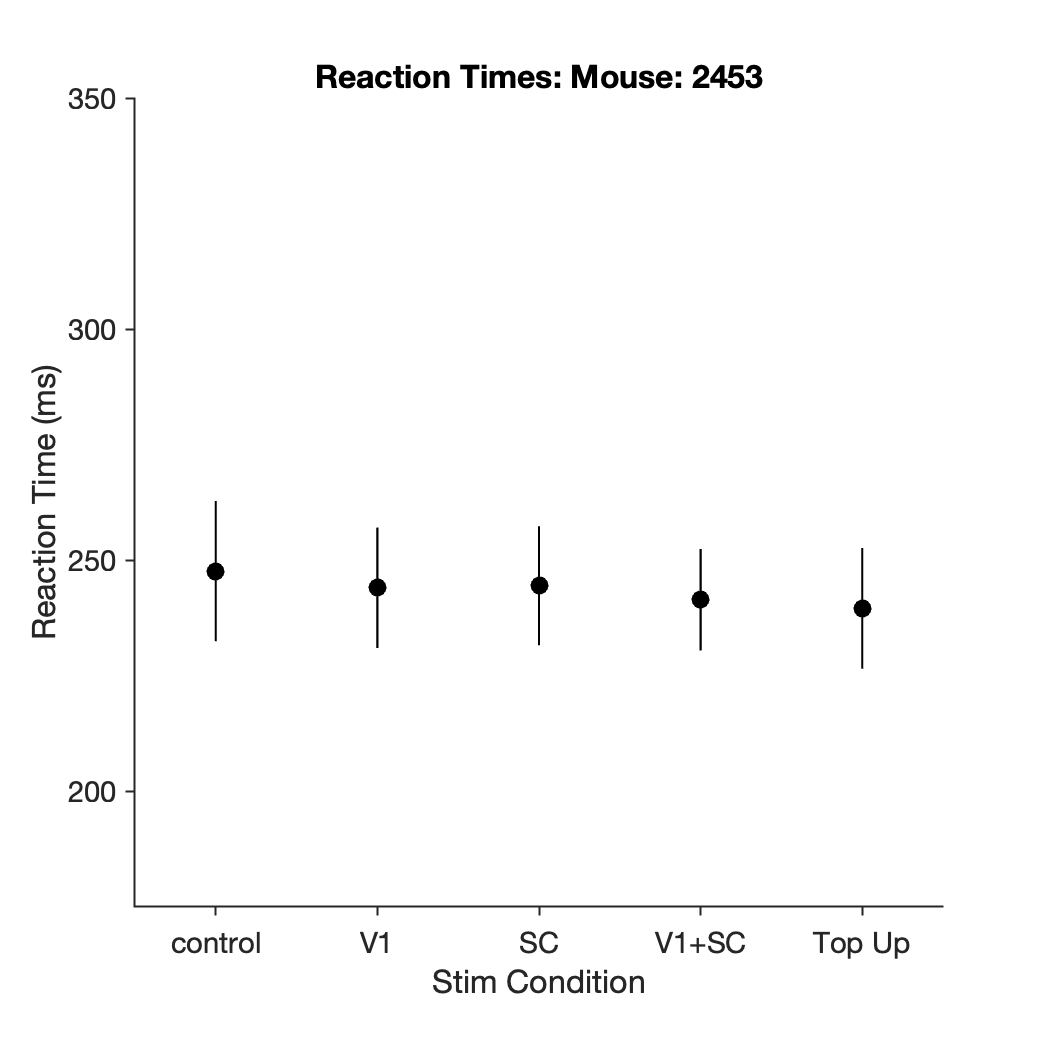 Reaction Times: Mouse: 2453
350
300
250
200
Reaction Time (ms)
control V1 SC V1+SC Top Up
Stim Condition